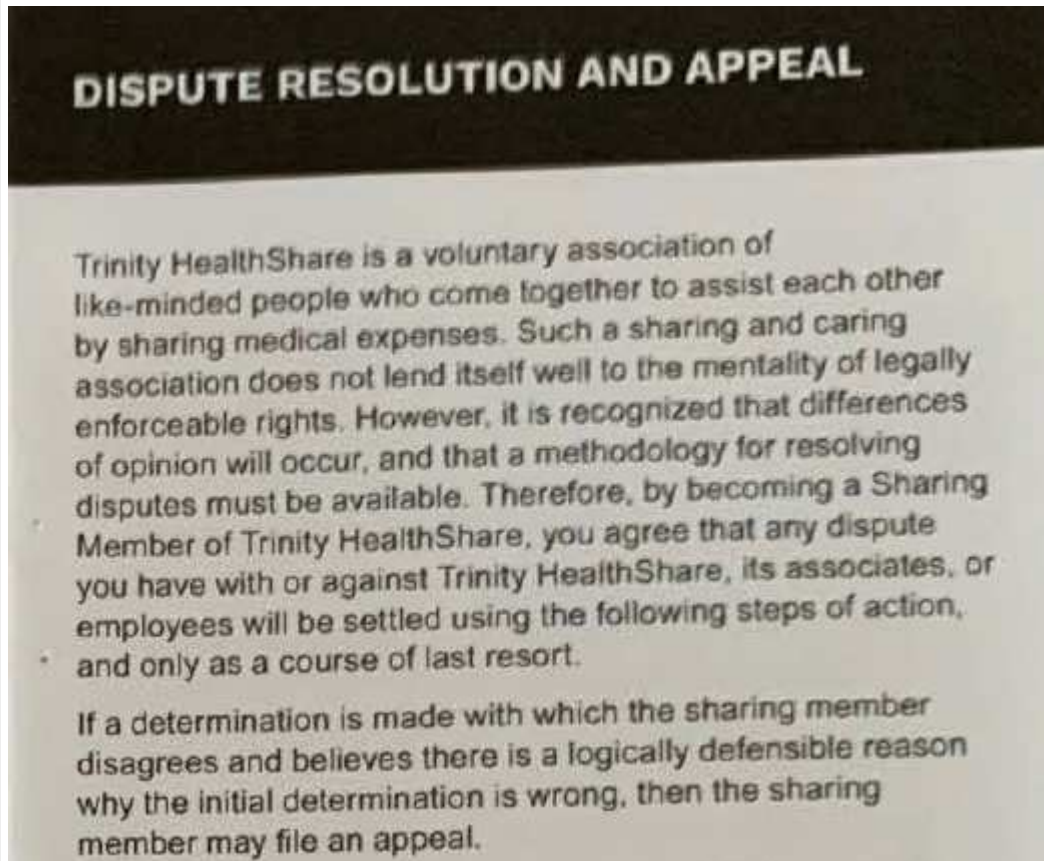 DISPUTE RESOLUTION AND APPEAL
Trinity HealthShare is a voluntary association of
like-minded people who come together to assist each other
by sharing medical expenses. Such a sharing and caring
association does not lend itself well to the mentality of legally
enforceable rights. However, it is recognized that differences
of opinion will occur, and that a methodology for resolving
disputes must be available. Therefore, by becoming a Sharing
Member of Trinity HealthShare, you agree that any dispute
you have with or against Trinity HealthShare, its associates, or
employees will be settled using the following steps of action,
and only as a course of last resort.
If a determination is made with which the sharing member
disagrees and believes there is a logically defensible reason
why the initial determination is wrong, then the sharing
member may file an appeal.